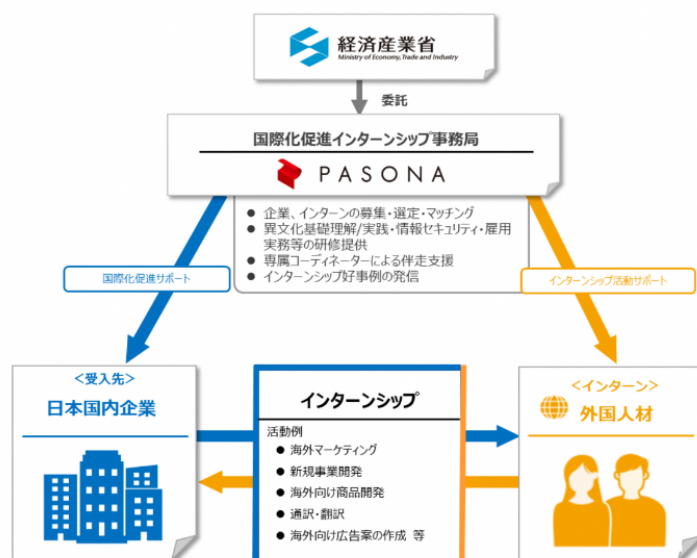 経済産業省
Ministry of Economy, Trade and Industry
委託
国際化促進インターンシップ事務局
PASONA
● 企業、インターンの募集・選定・マッチング
● 異文化基礎理解/実践・情報セキュリティ・雇用
実務等の研修提供
● 専属コーディネーターによる伴走支援
● インターンシップ好事例の発信
国際化促進サポート
インターンシップ活動サポート
<受入先>
日本国内企業
インターンシップ
活動例
● 海外マーケティング
● 新規事業開発
● 海外向け商品開発
● 通訳・翻訳
● 海外向け広告案の作成 等
<インターン>
外国人材